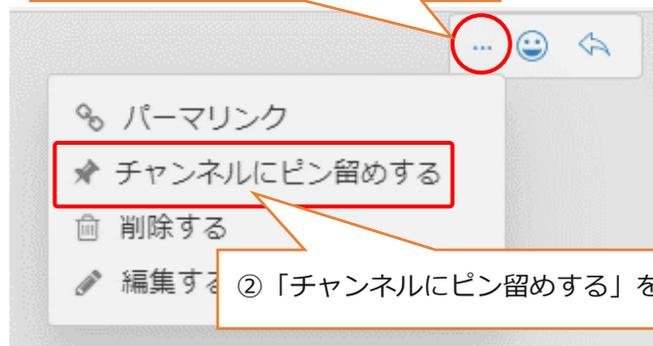 ...
パーマリンク
チャンネルにピン留めする
削除する
編集す
②「チャンネルにピン留めする」を